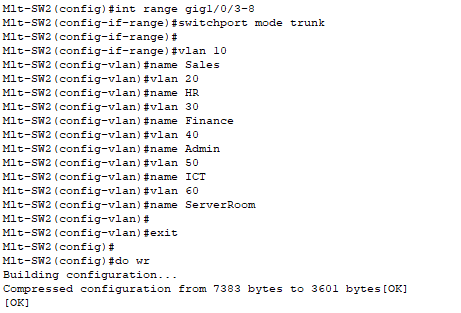 Mlt-SW2(config)#int range gig1/0/3-8
Mlt-SW2(config-if-range)#switchport mode trunk
Mlt-SW2(config-if-range)#
Mlt-SW2(config-if-range)#vlan 10
Mlt-SW2(config-vlan)#name Sales
Mlt-SW2(config-vlan)#vlan 20
Mlt-SW2(config-vlan)#name HR
Mlt-SW2(config-vlan)#vlan 30
Mlt-SW2(config-vlan)#name Finance
Mlt-SW2(config-vlan)#vlan 40
Mlt-SW2(config-vlan)#name Admin
Mlt-SW2(config-vlan)#vlan 50
Mlt-SW2(config-vlan)#name ICT
Mlt-SW2(config-vlan)#vlan 60
Mlt-SW2(config-vlan)#name ServerRoom
Mlt-SW2(config-vlan)#
Mlt-SW2(config-vlan)#exit
Mlt-SW2(config)#
Mlt-SW2(config)#do wr
Building configuration...
Compressed configuration from 7383 bytes to 3601 bytes[OK]
[OK]